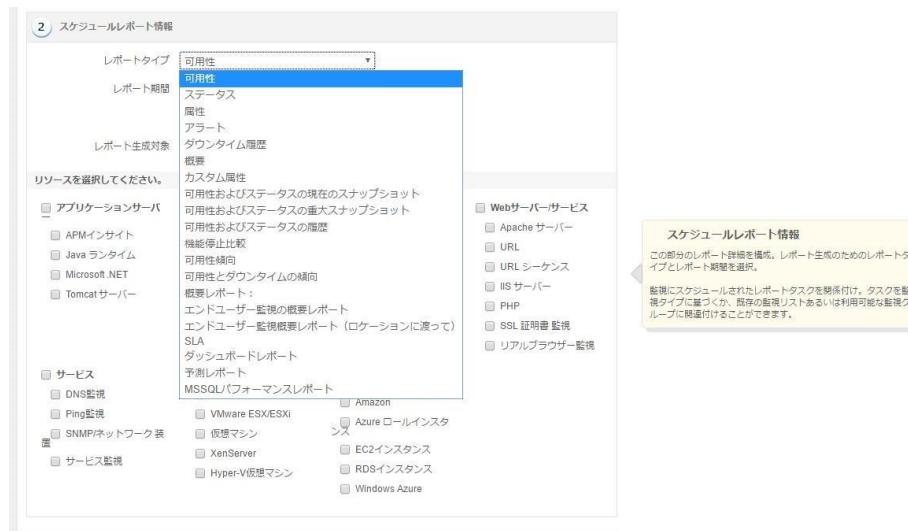 2 スケジュールレポート情報
レポートタイプ 可用性
レポート期間
レポート生成対象
可用性
ステータス
属性
アラート
ダウンタイム履歴
概要
カスタム属性
可用性およびステータスの現在のスナップショット
可用性およびステータスの重大スナップショット
可用性およびステータスの履歴
機能停止比較
可用性傾向
可用性とダウンタイムの傾向
概要レポート：
エンドユーザー監視の概要レポート
エンドユーザー監視概要レポート（ロケーションに渡って）
SLA
ダッシュボードレポート
予測レポート
MSSQLパフォーマンスレポート
リソースを選択してください。
アプリケーションサーバ
ー
APMインサイト
Java ランタイム
Microsoft .NET
Tomcat サーバー
Webサーバー/サービス
Apache サーバー
URL
URL シーケンス
IIS サーバー
PHP
SSL 証明書 監視
リアルブラウザー監視
サービス
DNS監視
Ping監視
SNMP/ネットワーク 装
置
サービス監視
VMware ESX/ESXi
仮想マシン
XenServer
Hyper-V仮想マシン
Amazon
Azure ロールインスタ
ンス
EC2インスタンス
RDSインスタンス
Windows Azure
スケジュールレポート情報
この部分のレポート詳細を構成。レポート生成のためのレポートタ
イプとレポート期間を選択。
監視にスケジュールされたレポートタスクを関係付け。タスクを監
視タイプに基づくか、既存の監視リストあるいは利用可能な監視グ
ループに関連付けることができます。